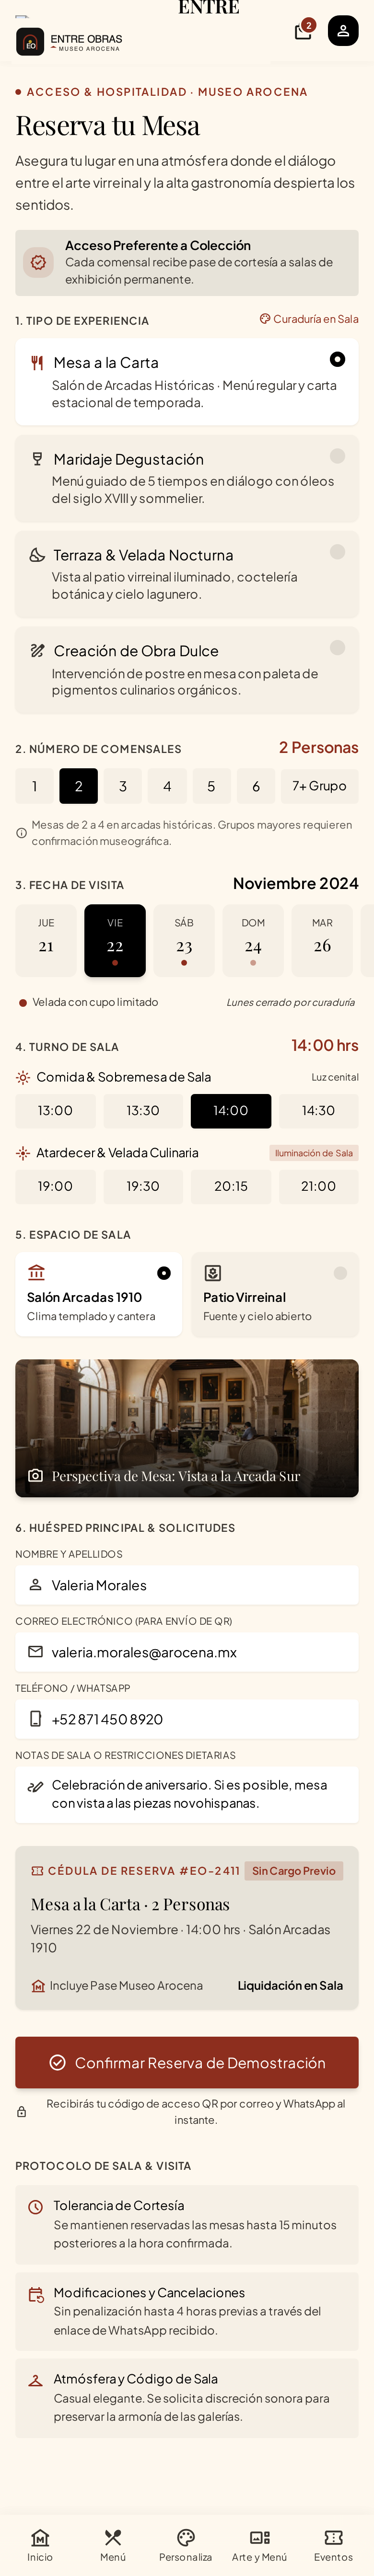 ENTRE
EO
ENTRE OBRAS
MUSEO AROCENA
2
ACCESO & HOSPITALIDAD · MUSEO AROCENA
Reserva tu Mesa
Asegura tu lugar en una atmósfera donde el diálogo
entre el arte virreinal y la alta gastronomía despierta los
sentidos.
Acceso Preferente a Colección
Cada comensal recibe pase de cortesía a salas de
exhibición permanente.
1. TIPO DE EXPERIENCIA
Curaduría en Sala
Mesa a la Carta
Salón de Arcadas Históricas · Menú regular y carta
estacional de temporada.
Maridaje Degustación
Menú guiado de 5 tiempos en diálogo con óleos
del siglo XVIII y sommelier.
Terraza & Velada Nocturna
Vista al patio virreinal iluminado, coctelería
botánica y cielo lagunero.
Creación de Obra Dulce
Intervención de postre en mesa con paleta de
pigmentos culinarios orgánicos.
2. NÚMERO DE COMENSALES
2 Personas
1 2 3 4 5 6 7+ Grupo
Mesas de 2 a 4 en arcadas históricas. Grupos mayores requieren
confirmación museográfica.
3. FECHA DE VISITA
Noviembre 2024
JUE VIE SÁB DOM MAR
21 22 23 24 26
Velada con cupo limitado
Lunes cerrado por curaduría
4. TURNO DE SALA
14:00 hrs
Comida & Sobremesa de Sala
Luz cenital
13:00 13:30 14:00 14:30
Atardecer & Velada Culinaria
Iluminación de Sala
19:00 19:30 20:15 21:00
5. ESPACIO DE SALA
Salón Arcadas 1910
Clima templado y cantera
Patio Virreinal
Fuente y cielo abierto
Perspectiva de Mesa: Vista a la Arcada Sur
6. HUÉSPED PRINCIPAL & SOLICITUDES
NOMBRE Y APELLIDOS
Valeria Morales
CORREO ELECTRÓNICO (PARA ENVÍO DE QR)
valeria.morales@arocena.mx
TELÉFONO / WHATSAPP
+52 871 450 8920
NOTAS DE SALA O RESTRICCIONES DIETARIAS
Celebración de aniversario. Si es posible, mesa
con vista a las piezas novohispanas.
CÉDULA DE RESERVA #EO-2411
Sin Cargo Previo
Mesa a la Carta · 2 Personas
Viernes 22 de Noviembre · 14:00 hrs · Salón Arcadas
1910
Incluye Pase Museo Arocena
Liquidación en Sala
Confirmar Reserva de Demostración
Recibirás tu código de acceso QR por correo y WhatsApp al
instante.
PROTOCOLO DE SALA & VISITA
Tolerancia de Cortesía
Se mantienen reservadas las mesas hasta 15 minutos
posteriores a la hora confirmada.
Modificaciones y Cancelaciones
Sin penalización hasta 4 horas previas a través del
enlace de WhatsApp recibido.
Atmósfera y Código de Sala
Casual elegante. Se solicita discreción sonora para
preservar la armonía de las galerías.
Inicio Menú Personaliza Arte y Menú Eventos